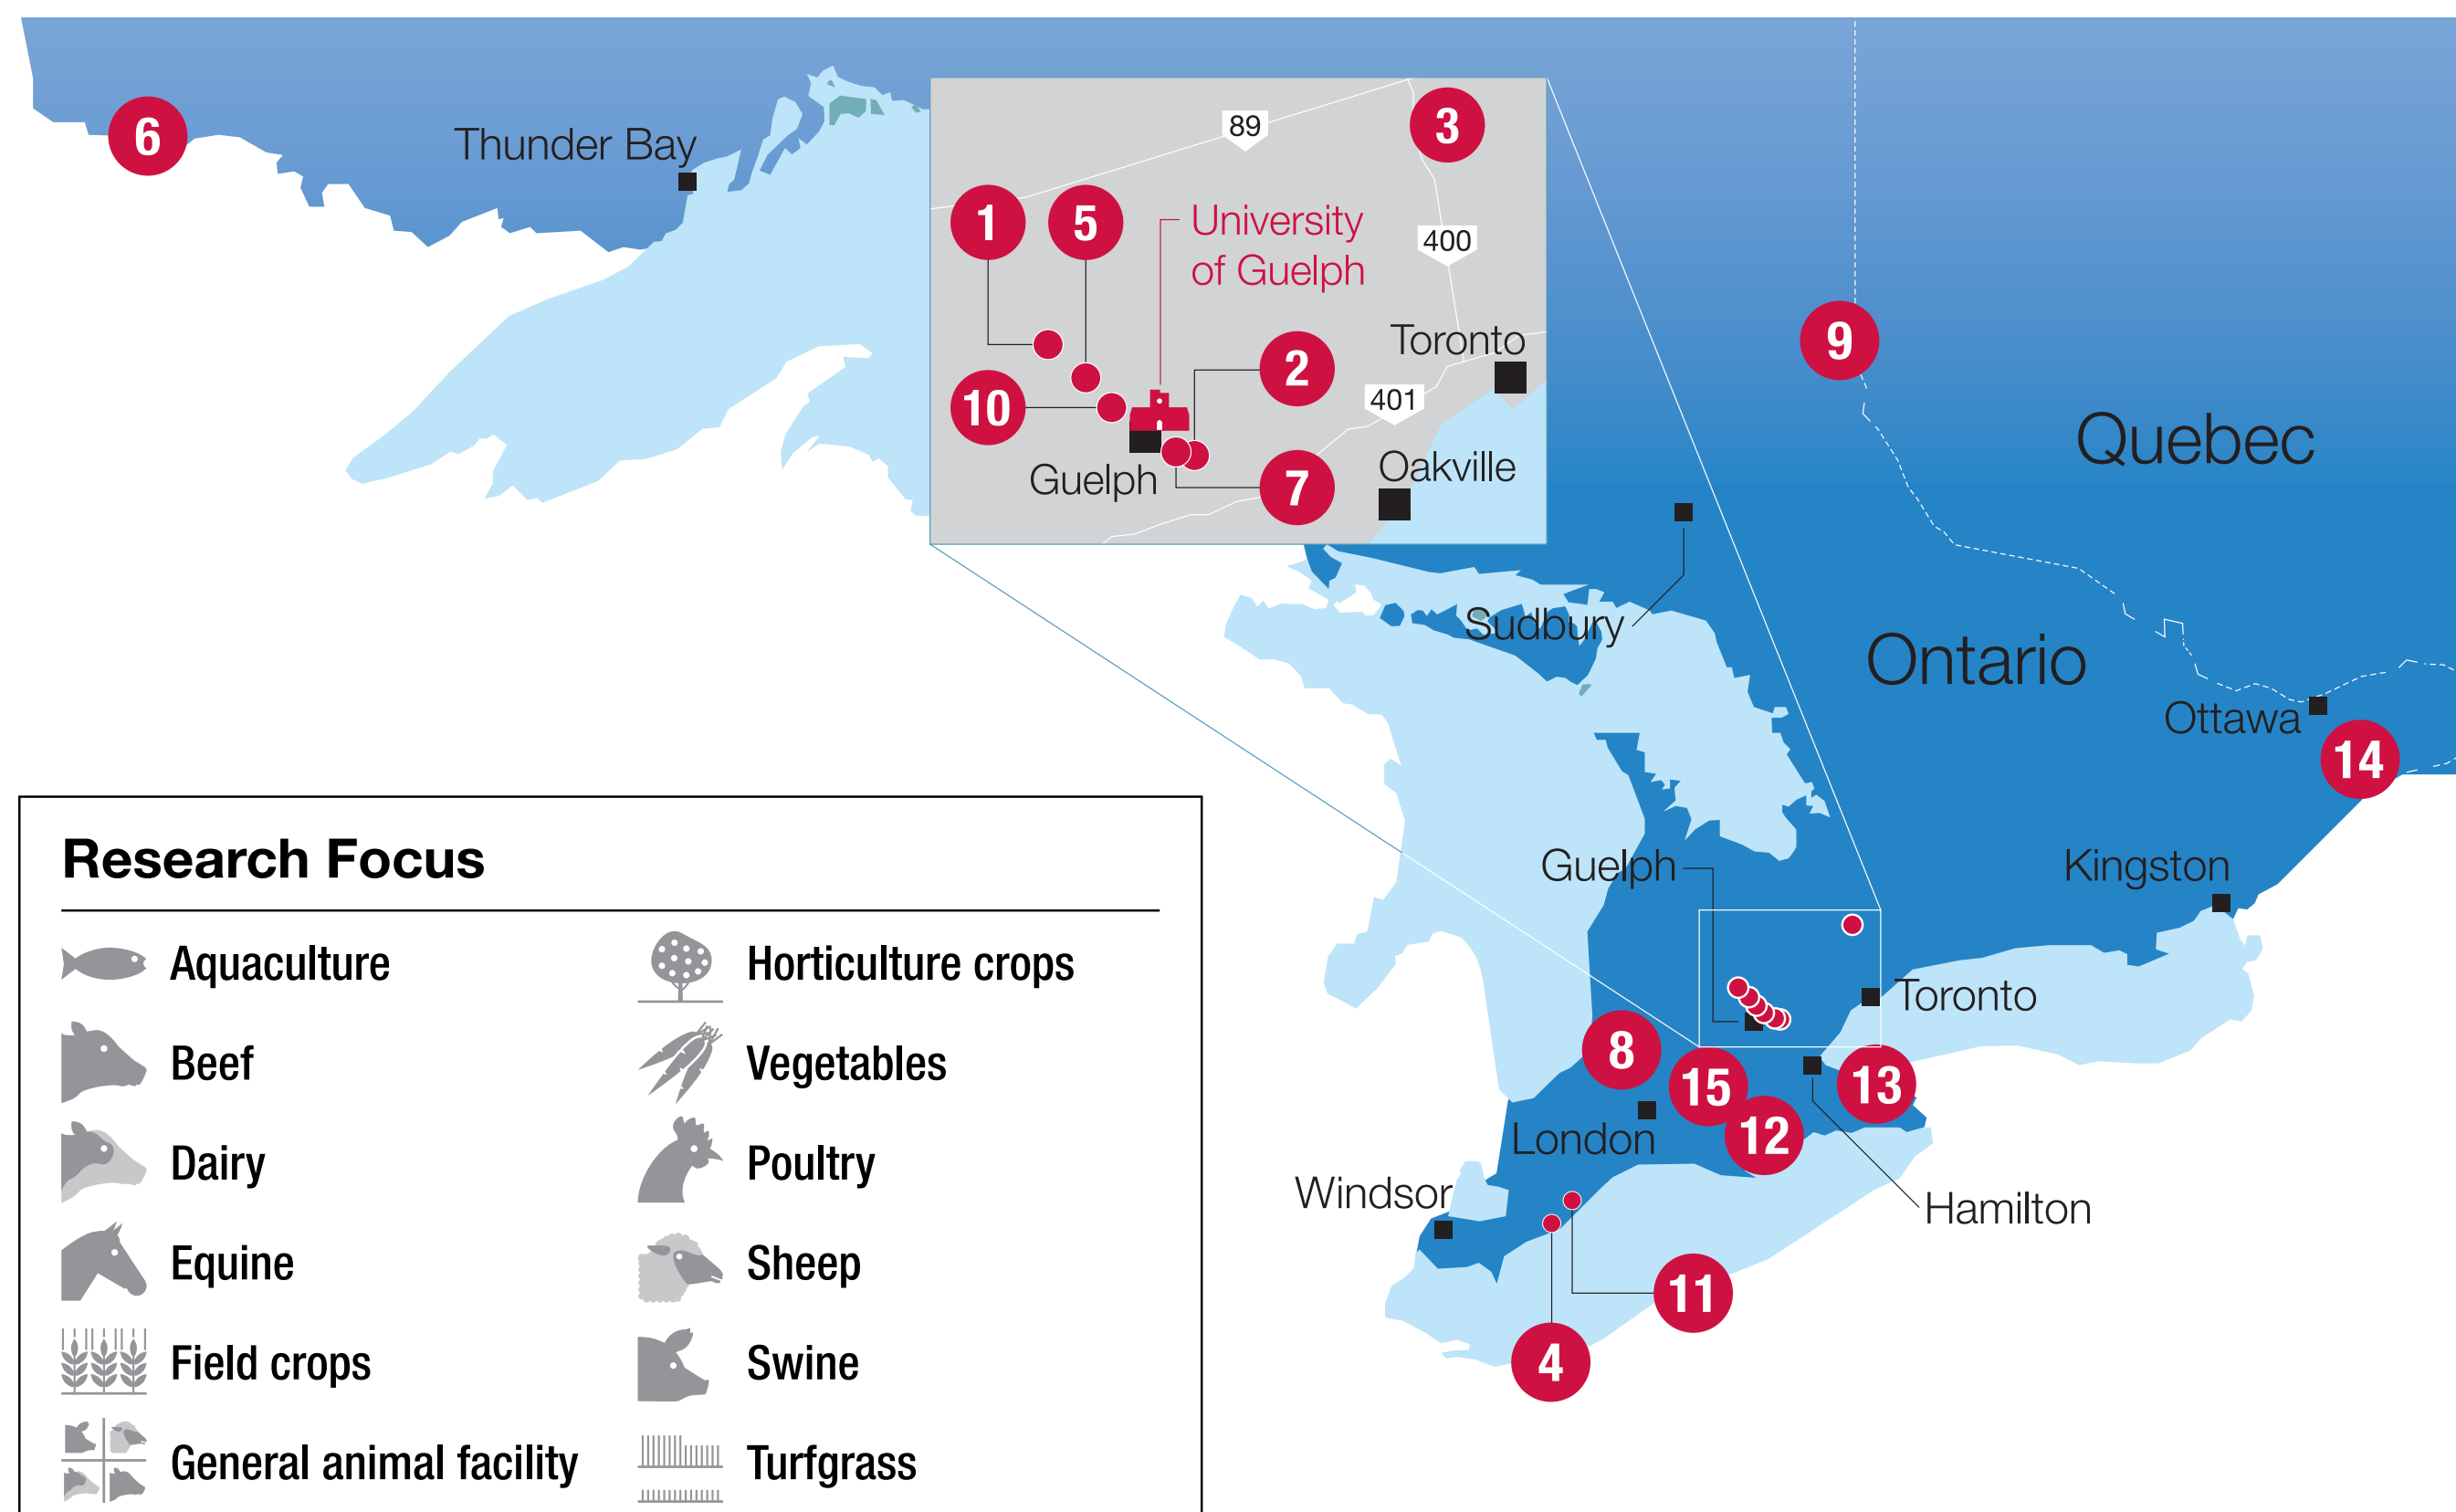 6
Thunder Bay
89
3
1
5
University
of Guelph
400
9
Toronto
2
10
401
Quebec
Guelph
Oakville
7
Sudbury
Ontario
Ottawa
14
Guelph
Kingston
Toronto
8
15
13
12
London
Windsor
Hamilton
11
4
Research Focus
Aquaculture
Horticulture crops
Beef
Vegetables
Dairy
Poultry
Equine
Sheep
Field crops
Swine
General animal facility
Turfgrass